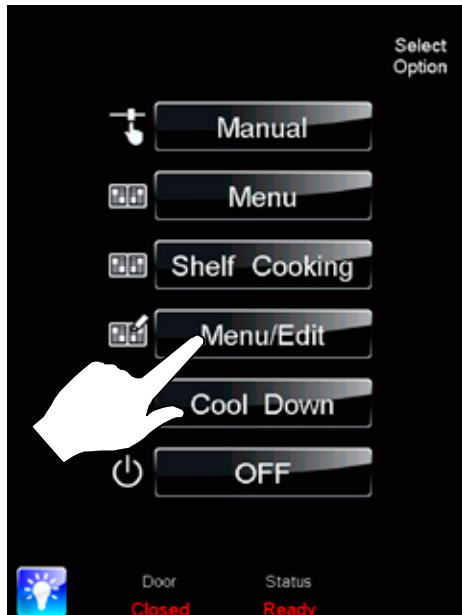 Select
Option
Manual
Menu
Shelf Cooking
Menu/Edit
Cool Down
OFF
Door
Status
Closed
Ready